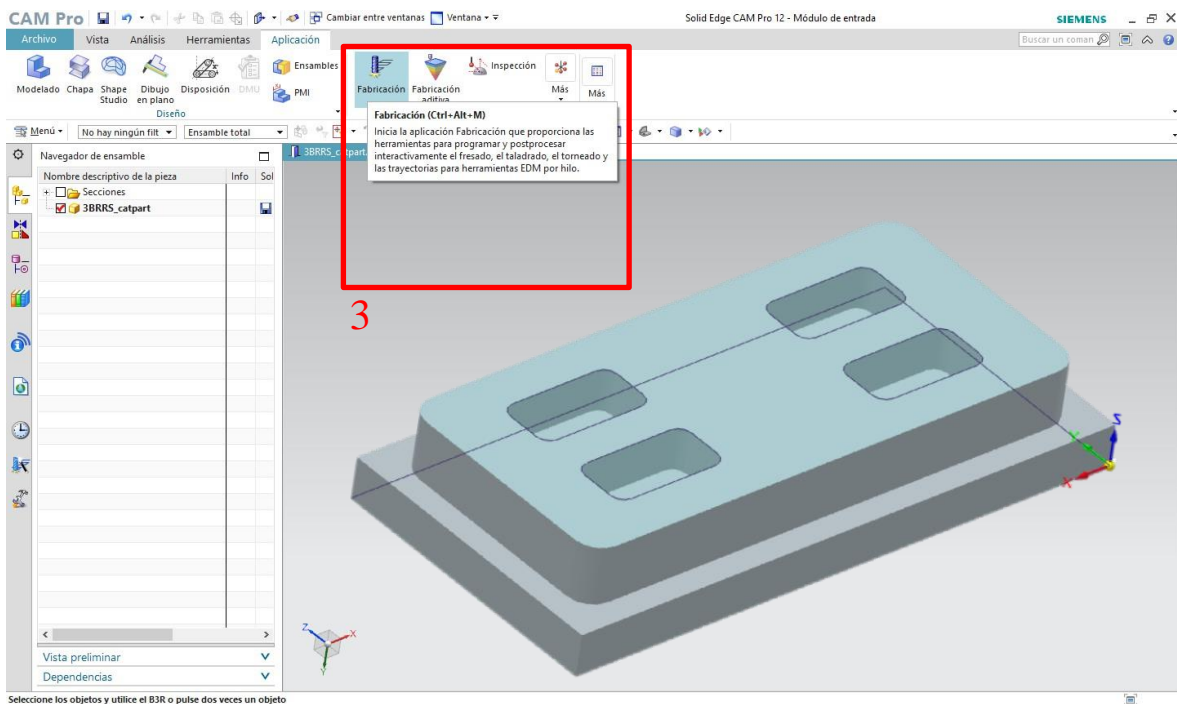 CAM Pro
Cambiar entre ventanas Ventana
Solid Edge CAM Pro 12 - Módulo de entrada
SIEMENS
Archivo Vista Análisis Herramientas Aplicación
Buscar un coman
Modelado Chapa Shape Studio Dibujo en plano Disposición DMU
Ensambles
PMI
Diseño
Fabricación Fabricación aditiva
Inspección
Más Más
Fabricación (Ctrl+Alt+M)
Inicia la aplicación Fabricación que proporciona las
herramientas para programar y postprocesar
interactivamente el fresado, el taladrado, el torneado y
las trayectorias para herramientas EDM por hilo.
Menú No hay ningún filt Ensamble total
Navegador de ensamble
3BRRS_catpart
Nombre descriptivo de la pieza Info Sol
Secciones
3BRRS_catpart
3
Z
Y
X
Z
X
Y
Vista preliminar
Dependencias
Seleccione los objetos y utilice el B3R o pulse dos veces un objeto